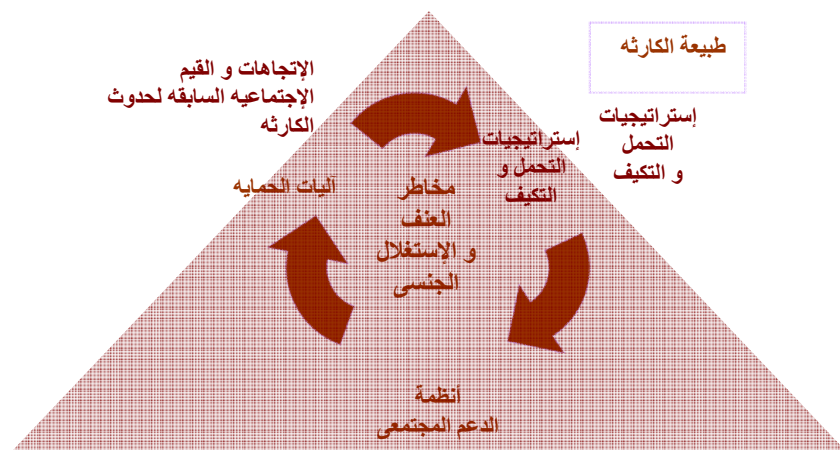 طبيعة الكارثه
الإتجاهات و القيم
الإجتماعيه السابقه لحدوث
الكارثه
إستراتيجيات
التحمل
و التكيف
إستراتيجيات
التحمل و
التكيف
آليات الحمايه
مخاطر
العنف
و الإستغلال
الجنسى
أنظمة
الدعم المجتمعى